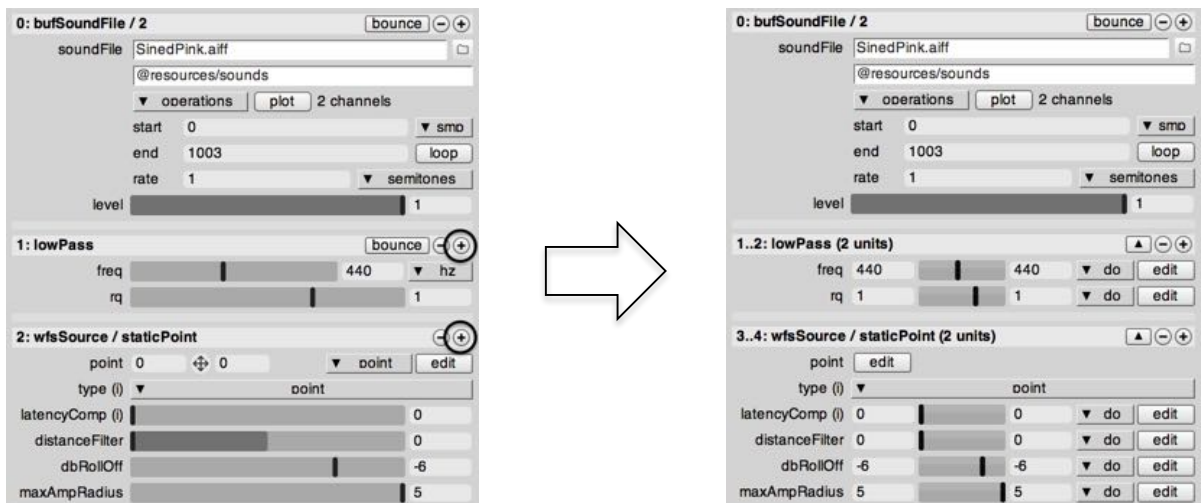 0: bufSoundFile / 2 bounce − +
soundFile SinedPink.aiff
@resources/sounds
▼ operations plot 2 channels
start 0 ▼ smp
end 1003 loop
rate 1 ▼ semitones
level 1
1: lowPass bounce − +
freq 440 ▼ hz
rq 1
2: wfsSource / staticPoint − +
point 0 0 ▼ point edit
type (i) ▼ point
latencyComp (i) 0
distanceFilter 0
dbRollOff -6
maxAmpRadius 5
0: bufSoundFile / 2 bounce − +
soundFile SinedPink.aiff
@resources/sounds
▼ operations plot 2 channels
start 0 ▼ smp
end 1003 loop
rate 1 ▼ semitones
level 1
1..2: lowPass (2 units) ▲ − +
freq 440 440 ▼ do edit
rq 1 1 ▼ do edit
3..4: wfsSource / staticPoint (2 units) ▲ − +
point edit
type (i) ▼ point
latencyComp (i) 0 0 ▼ do edit
distanceFilter 0 0 ▼ do edit
dbRollOff -6 -6 ▼ do edit
maxAmpRadius 5 5 ▼ do edit